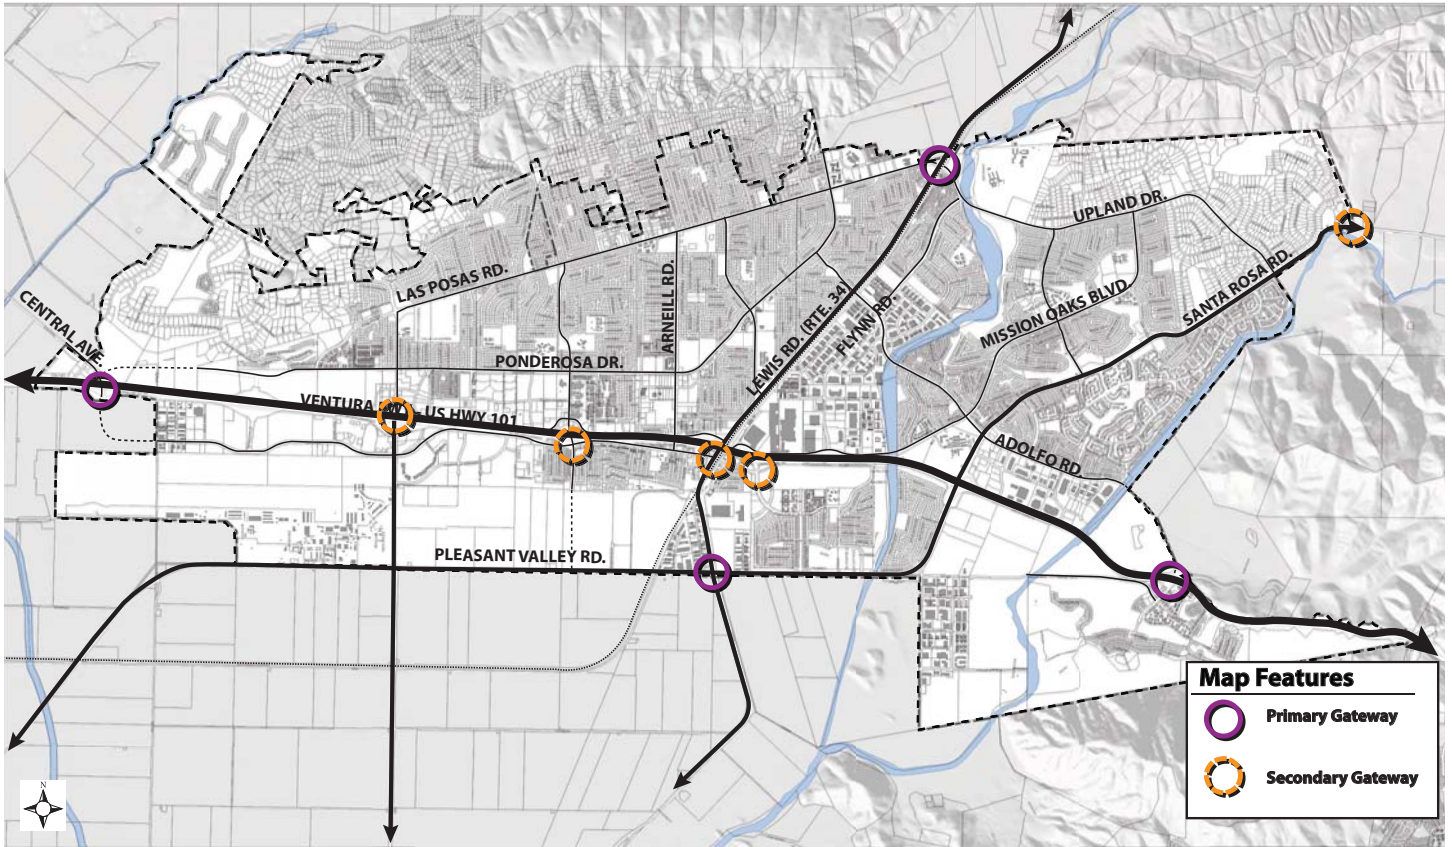 UPLAND DR.
LAS POSAS RD.
SANTA ROSA RD.
CENTRAL AVE
ARNEILL RD.
LEWIS RD. (RTE. 34)
FLYNN RD.
MISSION OAKS BLVD.
PONDEROSA DR.
VENTURA
US HWY 101
ADOLFO RD.
PLEASANT VALLEY RD.
Map Features
Primary Gateway
Secondary Gateway
N